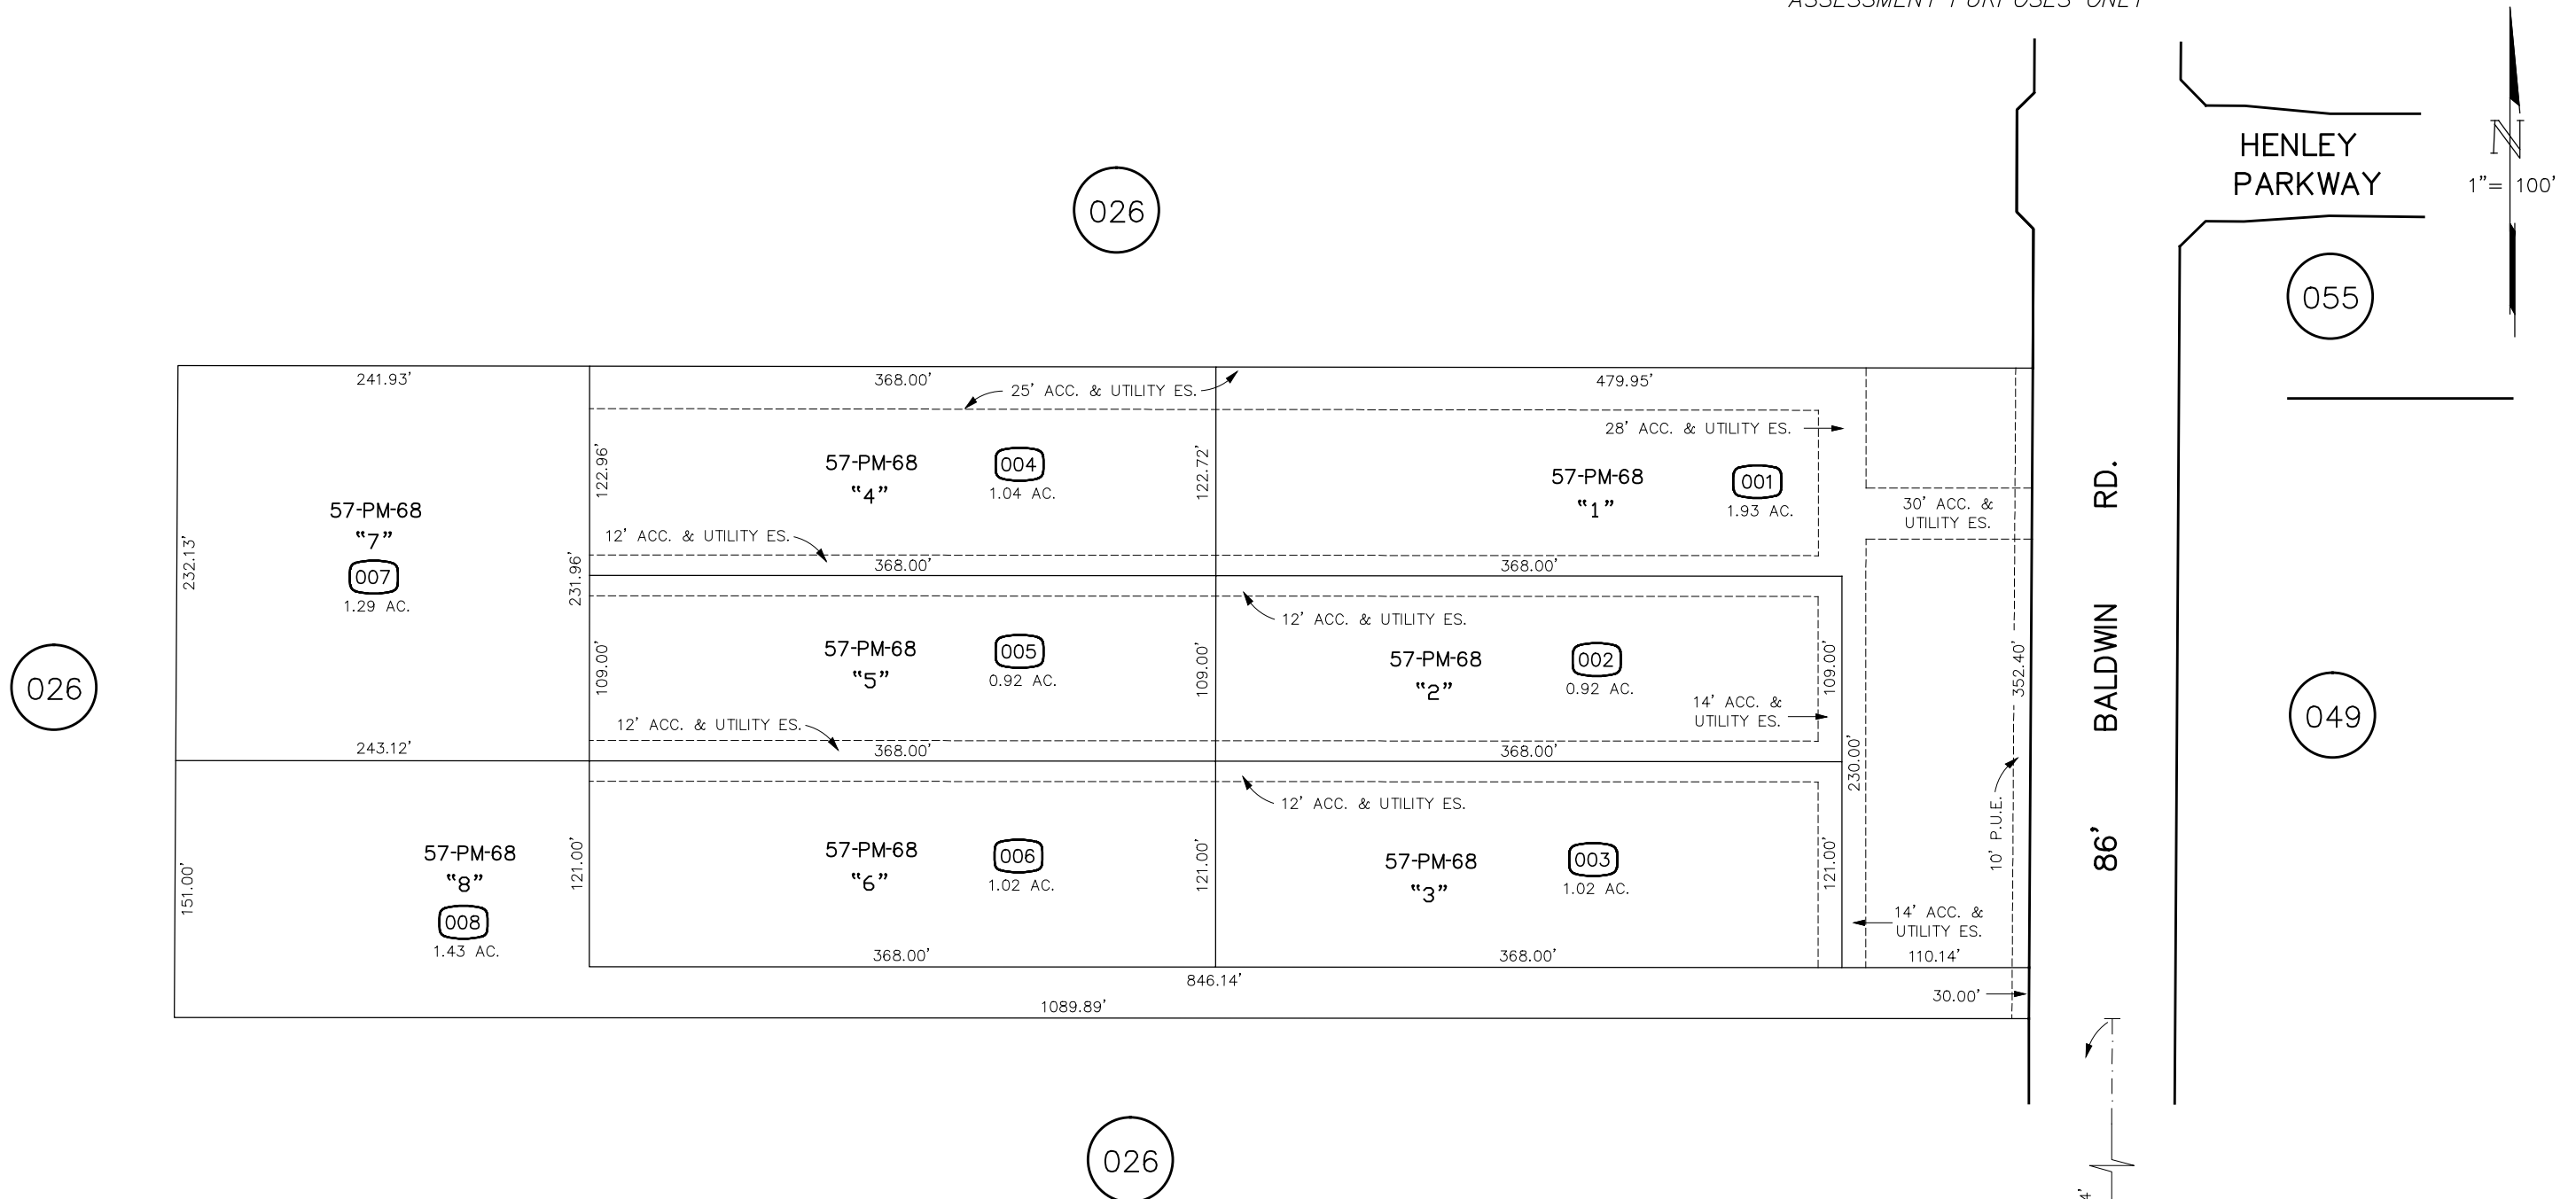 ASSESSMENT PURPOSES ONLY
HENLEY
PARKWAY
N
1"= 100'
026
055
241.93'
368.00'
479.95'
25' ACC. & UTILITY ES.
28' ACC. & UTILITY ES.
122.96'
57-PM-68
"4"
004
1.04 AC.
122.72'
57-PM-68
"1"
001
1.93 AC.
30' ACC. &
UTILITY ES.
RD.
57-PM-68
"7"
007
1.29 AC.
232.13'
231.96'
12' ACC. & UTILITY ES.
368.00'
368.00'
12' ACC. & UTILITY ES.
109.00'
57-PM-68
"5"
005
0.92 AC.
109.00'
57-PM-68
"2"
002
0.92 AC.
14' ACC. &
UTILITY ES.
109.00'
352.40'
BALDWIN
026
049
12' ACC. & UTILITY ES.
243.12'
368.00'
368.00'
230.00'
12' ACC. & UTILITY ES.
10' P.U.E.
86'
151.00'
57-PM-68
"8"
008
1.43 AC.
121.00'
57-PM-68
"6"
006
1.02 AC.
121.00'
57-PM-68
"3"
003
1.02 AC.
121.00'
14' ACC. &
UTILITY ES.
368.00'
368.00'
110.14'
846.14'
30.00'
1089.89'
026
4'